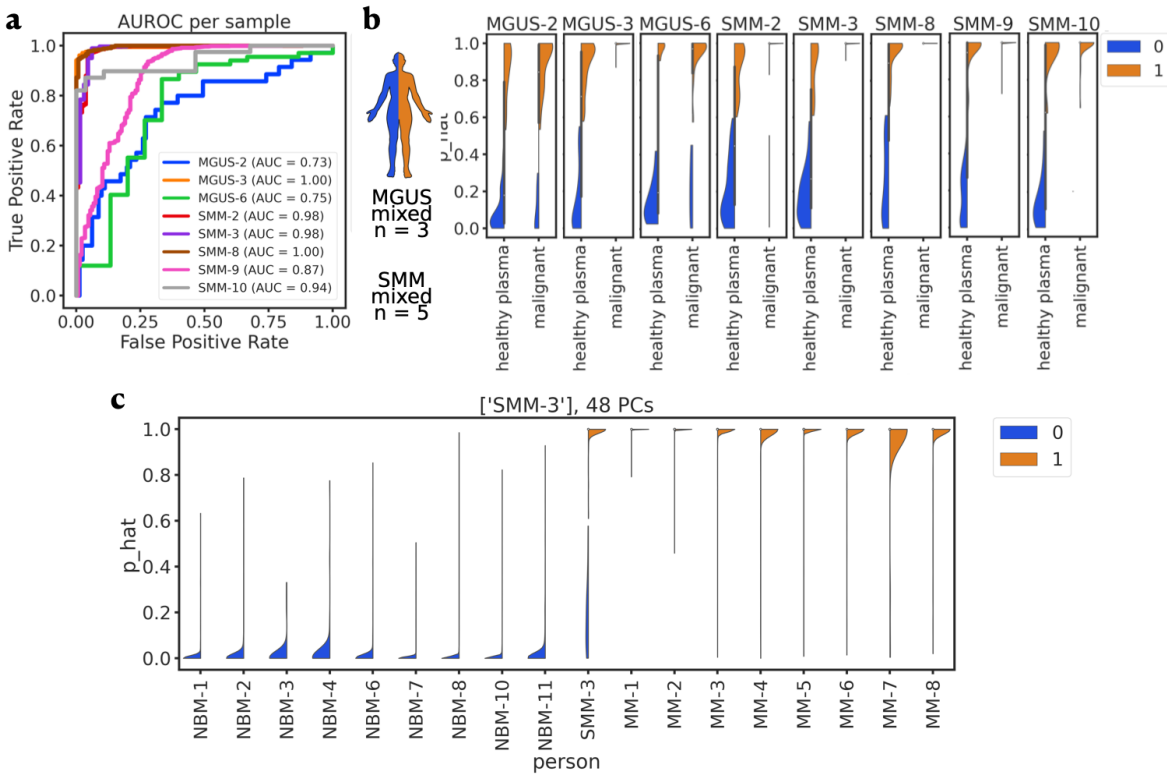 a
AUROC per sample
True Positive Rate
1.0
0.8
0.6
0.4
0.2
0.0
MGUS-2 (AUC = 0.73)
MGUS-3 (AUC = 1.00)
MGUS-6 (AUC = 0.75)
SMM-2 (AUC = 0.98)
SMM-3 (AUC = 0.98)
SMM-8 (AUC = 1.00)
SMM-9 (AUC = 0.87)
SMM-10 (AUC = 0.94)
0.00 0.25 0.50 0.75 1.00
False Positive Rate
MGUS
mixed
n = 3
SMM
mixed
n = 5
b
MGUS-2 MGUS-3 MGUS-6 SMM-2 SMM-3 SMM-8 SMM-9 SMM-10
p_hat
1.0
0.8
0.6
0.4
0.2
0.0
healthy plasma
malignant
healthy plasma
malignant
healthy plasma
malignant
healthy plasma
malignant
healthy plasma
malignant
healthy plasma
malignant
healthy plasma
malignant
healthy plasma
malignant
0
1
c
['SMM-3'], 48 PCs
p_hat
1.0
0.8
0.6
0.4
0.2
0.0
NBM-1
NBM-2
NBM-3
NBM-4
NBM-6
NBM-7
NBM-8
NBM-10
NBM-11
SMM-3
MM-1
MM-2
MM-3
MM-4
MM-5
MM-6
MM-7
MM-8
person
0
1